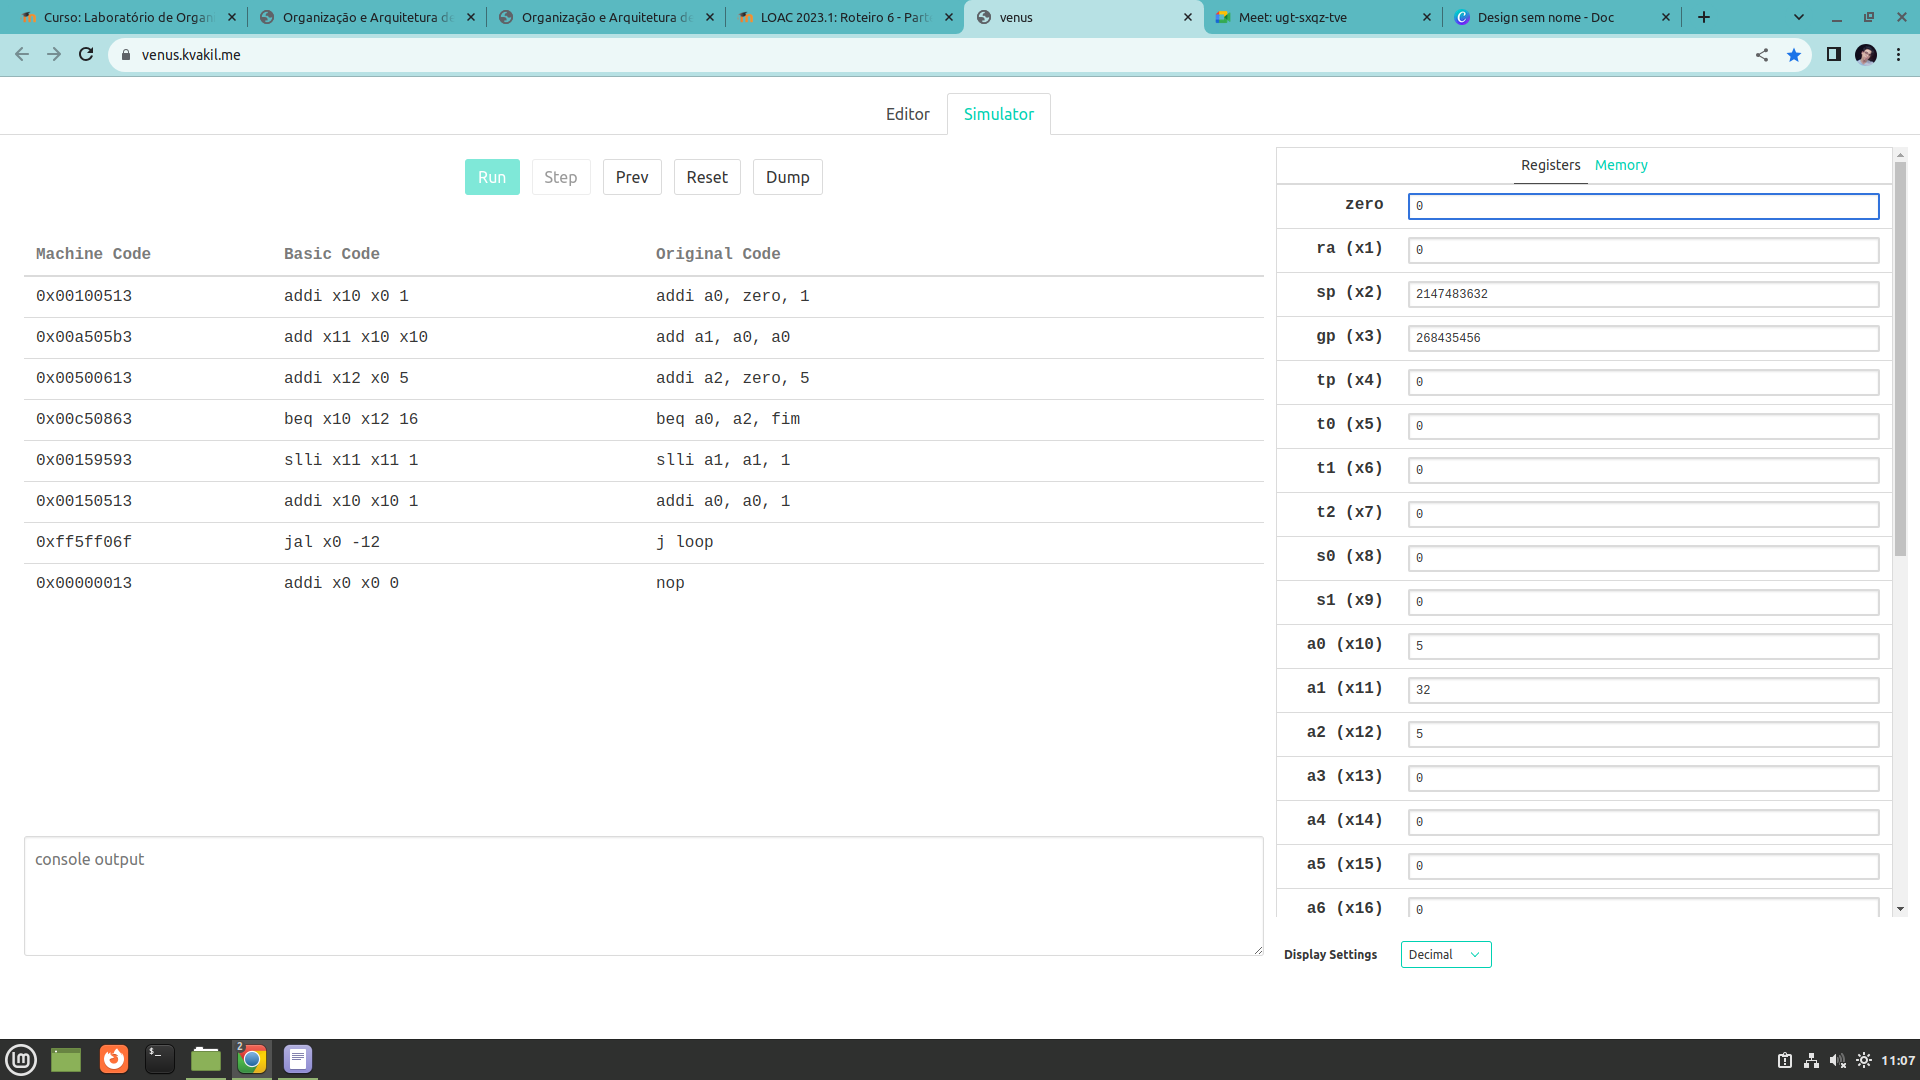 Curso: Laboratório de Organ
Organização e Arquitetura de
Organização e Arquitetura de
LOAC 2023.1: Roteiro 6 - Parte
venus
Meet: ugt-sxqz-tve
Design sem nome - Doc
venus.kvakil.me
Editor
Simulator
Run
Step
Prev
Reset
Dump
Machine Code Basic Code Original Code
0x00100513 addi x10 x0 1 addi a0, zero, 1
0x00a505b3 add x11 x10 x10 add a1, a0, a0
0x00500613 addi x12 x0 5 addi a2, zero, 5
0x00c50863 beq x10 x12 16 beq a0, a2, fim
0x00159593 slli x11 x11 1 slli a1, a1, 1
0x00150513 addi x10 x10 1 addi a0, a0, 1
0xff5ff06f jal x0 -12 j loop
0x00000013 addi x0 x0 0 nop
console output
Registers Memory
zero 0
ra (x1) 0
sp (x2) 2147483632
gp (x3) 268435456
tp (x4) 0
t0 (x5) 0
t1 (x6) 0
t2 (x7) 0
s0 (x8) 0
s1 (x9) 0
a0 (x10) 5
a1 (x11) 32
a2 (x12) 5
a3 (x13) 0
a4 (x14) 0
a5 (x15) 0
a6 (x16) 0
Display Settings Decimal
$_
2
11:07